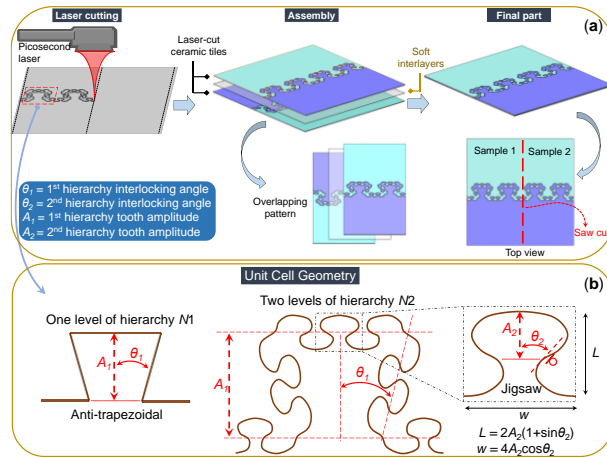 Laser cutting
Assembly
Final part
(a)
Picosecond
laser
Laser-cut
ceramic tiles
Soft
interlayers
θ1 = 1st hierarchy interlocking angle
θ2 = 2nd hierarchy interlocking angle
A1 = 1st hierarchy tooth amplitude
A2 = 2nd hierarchy tooth amplitude
Overlapping
pattern
Sample 1
Sample 2
Saw cut
Top view
Unit Cell Geometry
(b)
One level of hierarchy N1
Two levels of hierarchy N2
A1
θ1
Anti-trapezoidal
A1
θ1
A2
θ2
L
Jigsaw
w
L = 2A2(1+sinθ2)
w = 4A2cosθ2